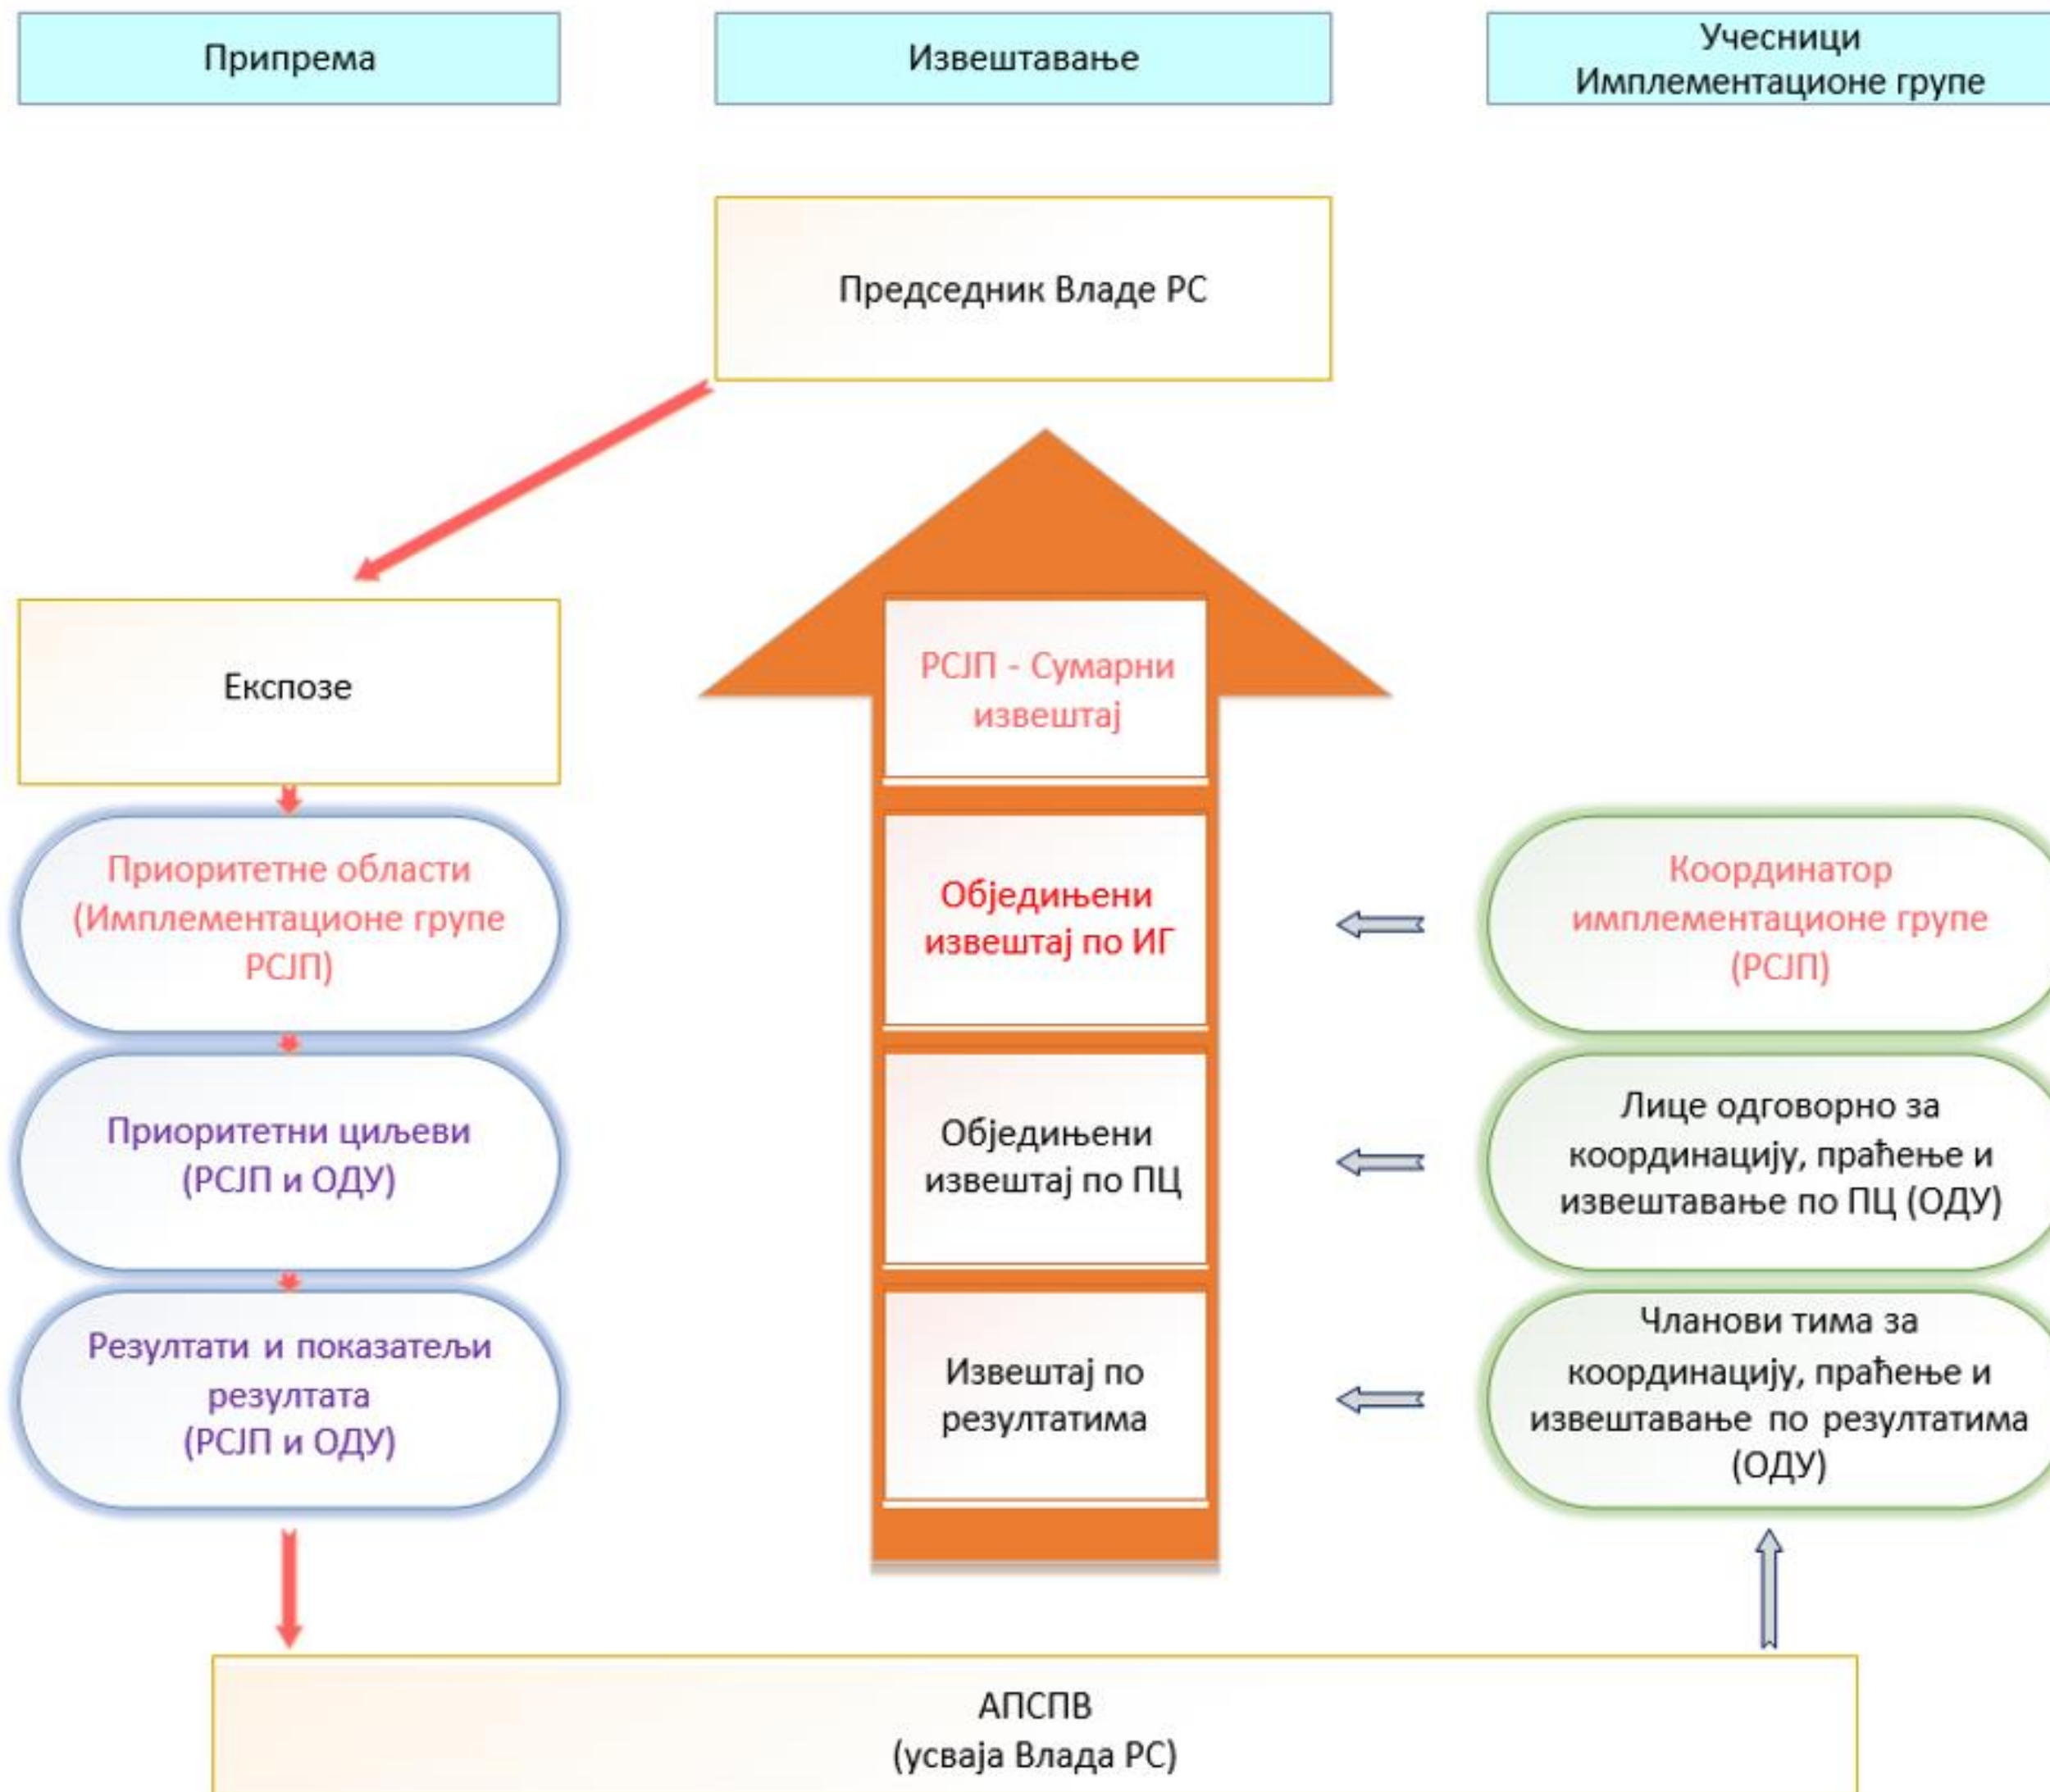 Припрема
Извештавање
Учесници
Имплементационе групе
Председник Владе РС
Експозе
Приоритетне области
(Имплементационе групе
РСЈП)
Приоритетни циљеви
(РСЈП и ОДУ)
Резултати и показатељи
резултата
(РСЈП и ОДУ)
РСЈП - Сумарни
извештај
Обједињени
извештај по ИГ
Обједињени
извештај по ПЦ
Извештај по
резултатима
Координатор
имплементационе групе
(РСЈП)
Лице одговорно за
координацију, праћење и
извештавање по ПЦ (ОДУ)
Чланови тима за
координацију, праћење и
извештавање по резултатима
(ОДУ)
АПСПВ
(усваја Влада РС)